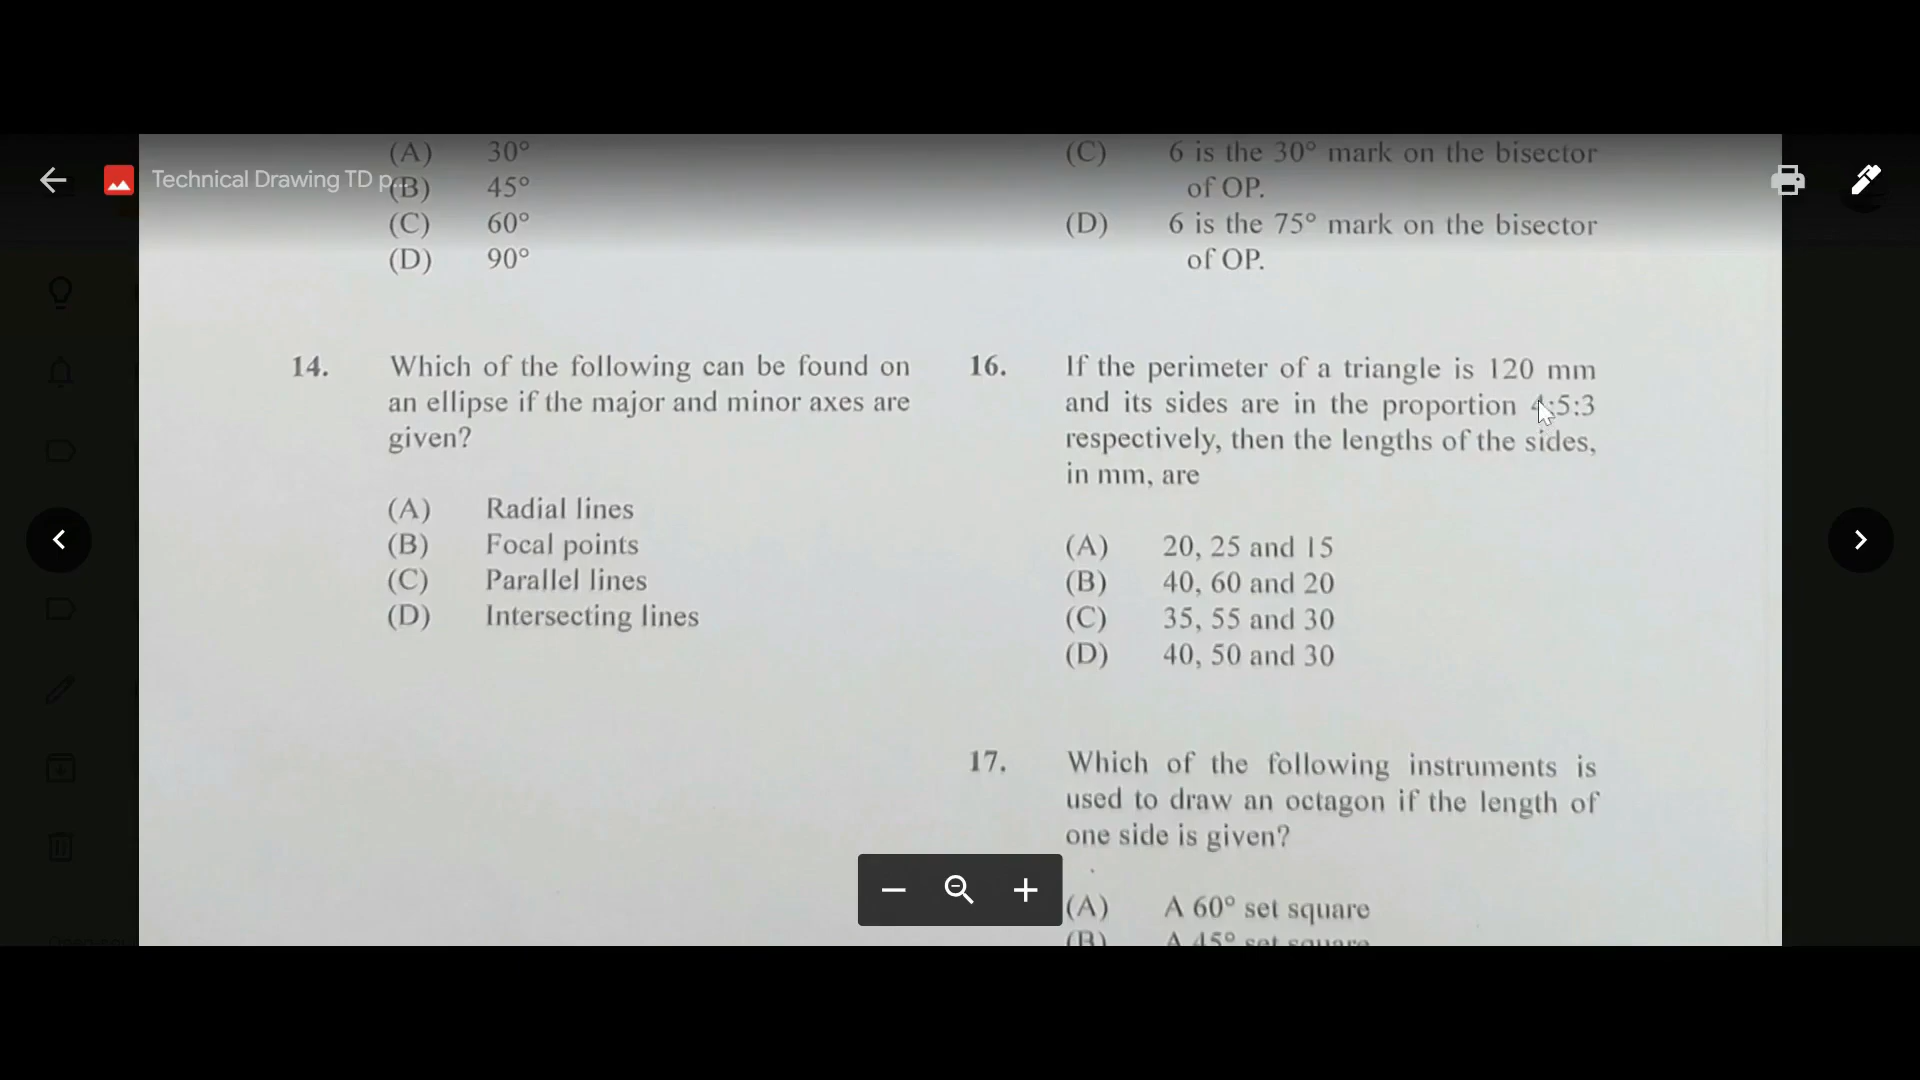 Technical Drawing TD p...
(A) 30°
(B) 45°
(C) 60°
(D) 90°
14. Which of the following can be found on
an ellipse if the major and minor axes are
given?
(A) Radial lines
(B) Focal points
(C) Parallel lines
(D) Intersecting lines
(C) 6 is the 30° mark on the bisector
of OP.
(D) 6 is the 75° mark on the bisector
of OP.
16. If the perimeter of a triangle is 120 mm
and its sides are in the proportion 4:5:3
respectively, then the lengths of the sides,
in mm, are
(A) 20, 25 and 15
(B) 40, 60 and 20
(C) 35, 55 and 30
(D) 40, 50 and 30
17. Which of the following instruments is
used to draw an octagon if the length of
one side is given?
(A) A 60° set square
(B) A 45° set square